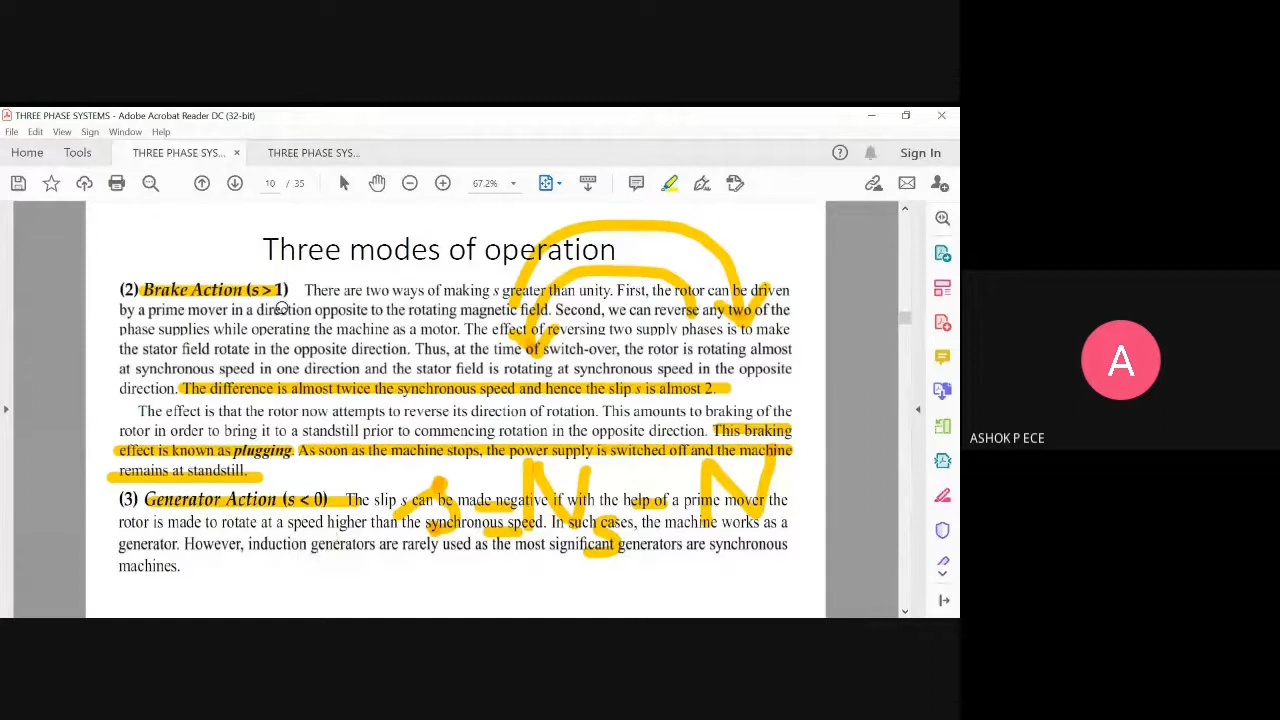 THREE PHASE SYSTEMS - Adobe Acrobat Reader DC (32-bit)
File Edit View Sign Window Help
Home Tools THREE PHASE SYS... × THREE PHASE SYS... Sign In
10 / 35 67.2%
Three modes of operation
(2) Brake Action (s > 1) There are two ways of making s greater than unity. First, the rotor can be driven
by a prime mover in a direction opposite to the rotating magnetic field. Second, we can reverse any two of the
phase supplies while operating the machine as a motor. The effect of reversing two supply phases is to make
the stator field rotate in the opposite direction. Thus, at the time of switch-over, the rotor is rotating almost
at synchronous speed in one direction and the stator field is rotating at synchronous speed in the opposite
direction. The difference is almost twice the synchronous speed and hence the slip s is almost 2.
The effect is that the rotor now attempts to reverse its direction of rotation. This amounts to braking of the
rotor in order to bring it to a standstill prior to commencing rotation in the opposite direction. This braking
effect is known as plugging. As soon as the machine stops, the power supply is switched off and the machine
remains at standstill.
s = Ns - N
(3) Generator Action (s < 0) The slip s can be made negative if with the help of a prime mover the
rotor is made to rotate at a speed higher than the synchronous speed. In such cases, the machine works as a
generator. However, induction generators are rarely used as the most significant generators are synchronous
machines.
A
ASHOK P ECE